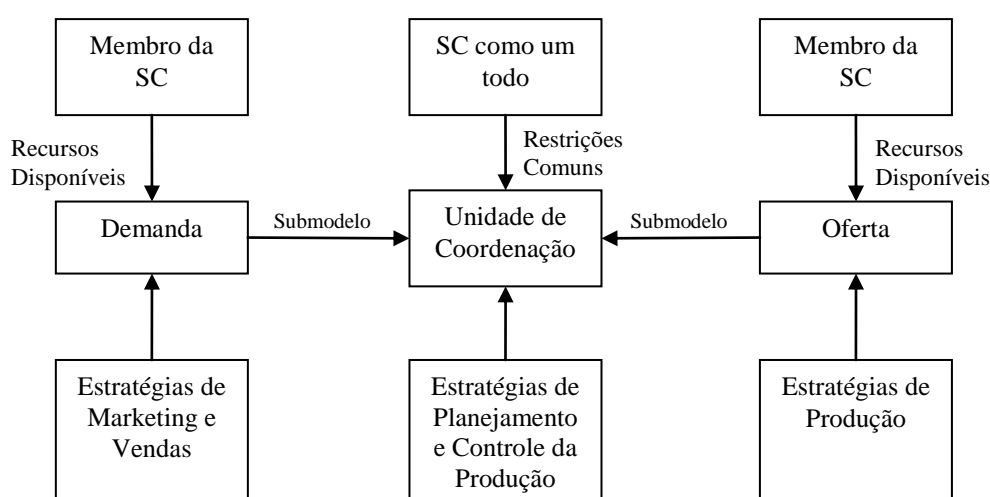 Membro da
SC
SC como um
todo
Membro da
SC
Recursos
Disponíveis
Restrições
Comuns
Recursos
Disponíveis
Demanda
Submodelo
Unidade de
Coordenação
Submodelo
Oferta
Estratégias de
Marketing e
Vendas
Estratégias de
Planejamento
e Controle da
Produção
Estratégias de
Produção